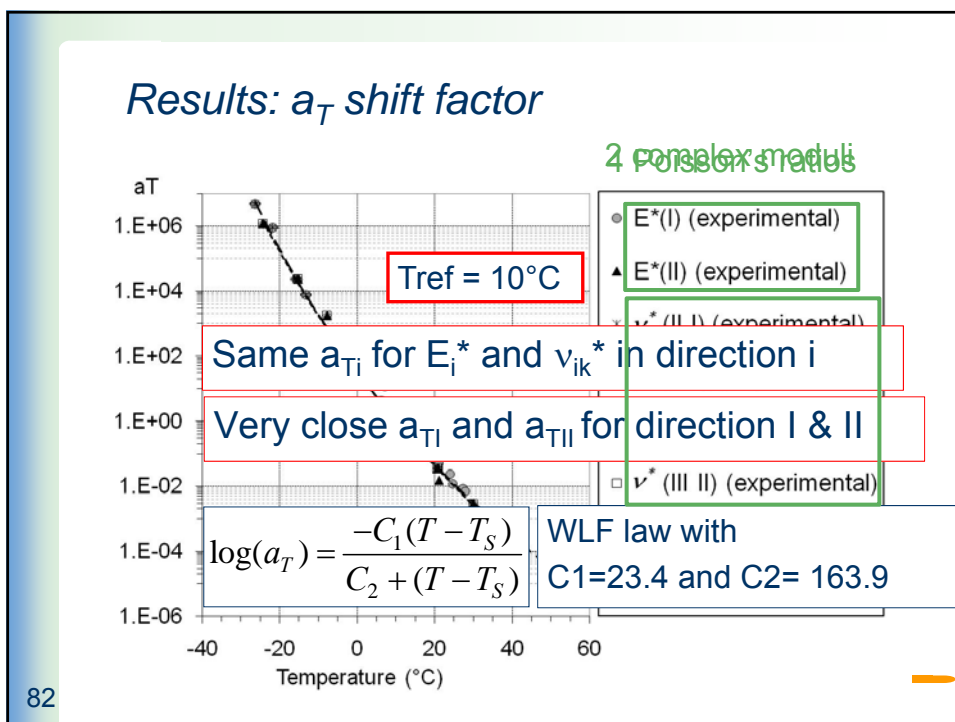 Results: aT shift factor
2 complex moduli
4 Poisson's ratios
aT
1.E+06
1.E+04
1.E+02
1.E+00
1.E-02
1.E-04
1.E-06
-40 -20 0 20 40 60
Temperature (°C)
Tref = 10°C
E*(I) (experimental)
E*(II) (experimental)
ν* (II I) (experimental)
Same aTi for Ei* and νik* in direction i
Very close aTI and aTII for direction I & II
ν* (III II) (experimental)
log(aT) = −C1(T − TS) / C2 + (T − TS)
WLF law with
C1=23.4 and C2= 163.9
82